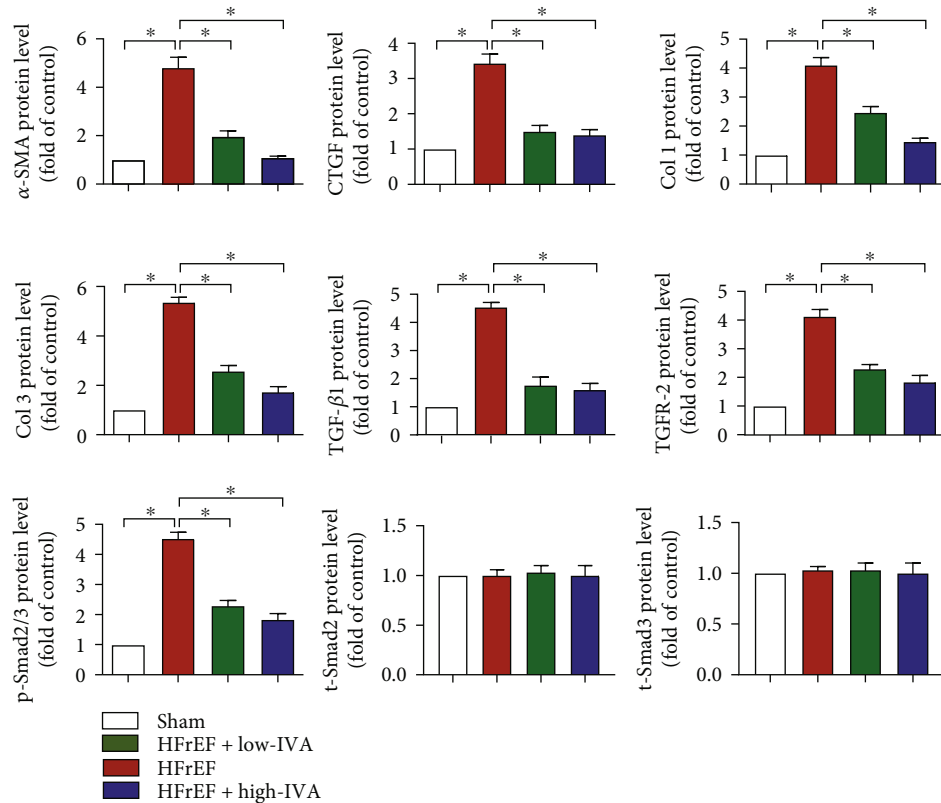 α-SMA protein level
(fold of control)
6
4
2
0
* * *
CTGF protein level
(fold of control)
4
3
2
1
0
* * *
Col 1 protein level
(fold of control)
5
4
3
2
1
0
* * *
Col 3 protein level
(fold of control)
6
4
2
0
* * *
TGF-β1 protein level
(fold of control)
5
4
3
2
1
0
* * *
TGFR-2 protein level
(fold of control)
5
4
3
2
1
0
* * *
p-Smad2/3 protein level
(fold of control)
5
4
3
2
1
0
* * *
t-Smad2 protein level
(fold of control)
1.5
1.0
0.5
0.0
t-Smad3 protein level
(fold of control)
1.5
1.0
0.5
0.0
Sham
HFrEF + low-IVA
HFrEF
HFrEF + high-IVA